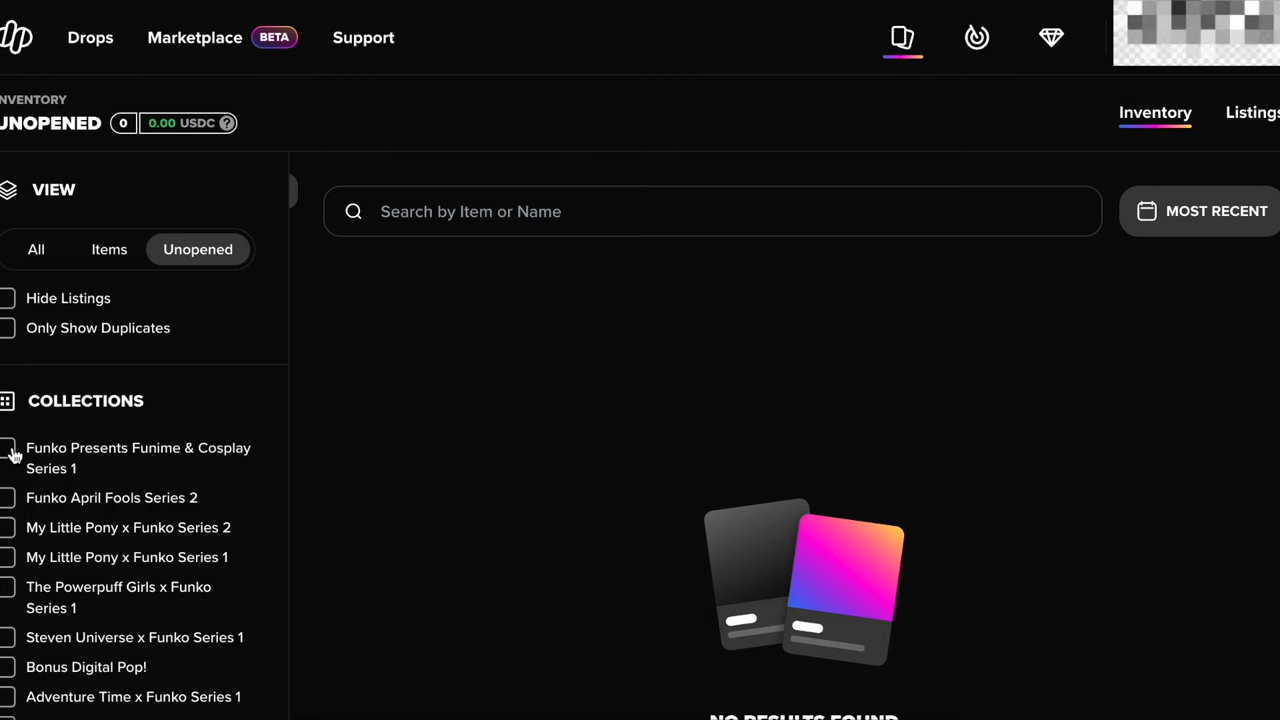 Drops Marketplace BETA Support
NVENTORY
UNOPENED 0 0.00 USDC ?
Inventory Listings
VIEW
Search by Item or Name
MOST RECENT
All Items Unopened
Hide Listings
Only Show Duplicates
COLLECTIONS
Funko Presents Funime & Cosplay
Series 1
Funko April Fools Series 2
My Little Pony x Funko Series 2
My Little Pony x Funko Series 1
The Powerpuff Girls x Funko
Series 1
Steven Universe x Funko Series 1
Bonus Digital Pop!
Adventure Time x Funko Series 1
NO RESULTS FOUND